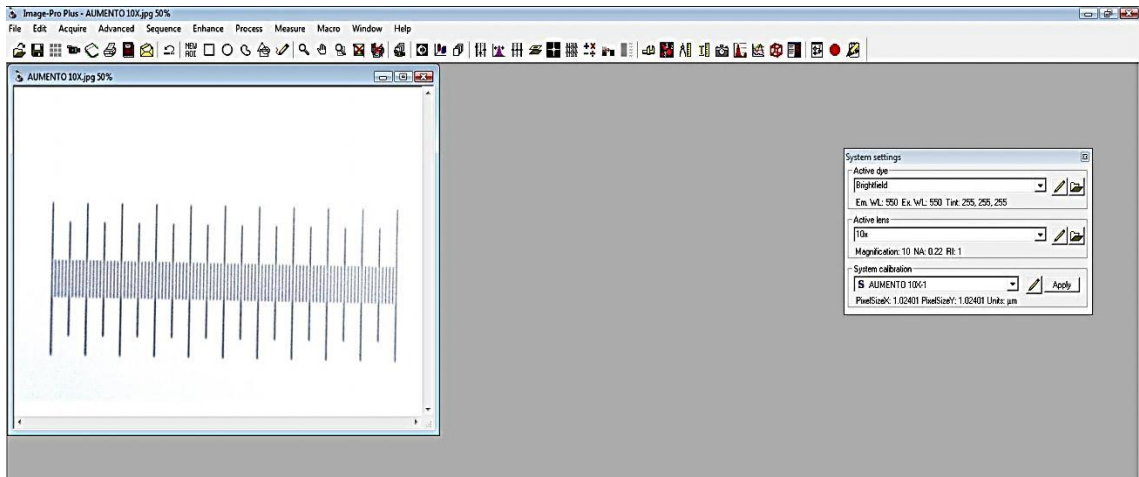 Image-Pro Plus - AUMENTO 10X.jpg 50%
File Edit Acquire Advanced Sequence Enhance Process Measure Macro Window Help
NEW AOI
AUMENTO 10X.jpg 50%
System settings
Active dye
Brightfield
Em. WL: 550 Ex. WL: 550 Tint: 255, 255, 255
Active lens
10x
Magnification: 10 NA: 0.22 RI: 1
System calibration
S AUMENTO 10X-1
Apply
PixelSizeX: 1.02401 PixelSizeY: 1.02401 Units: µm